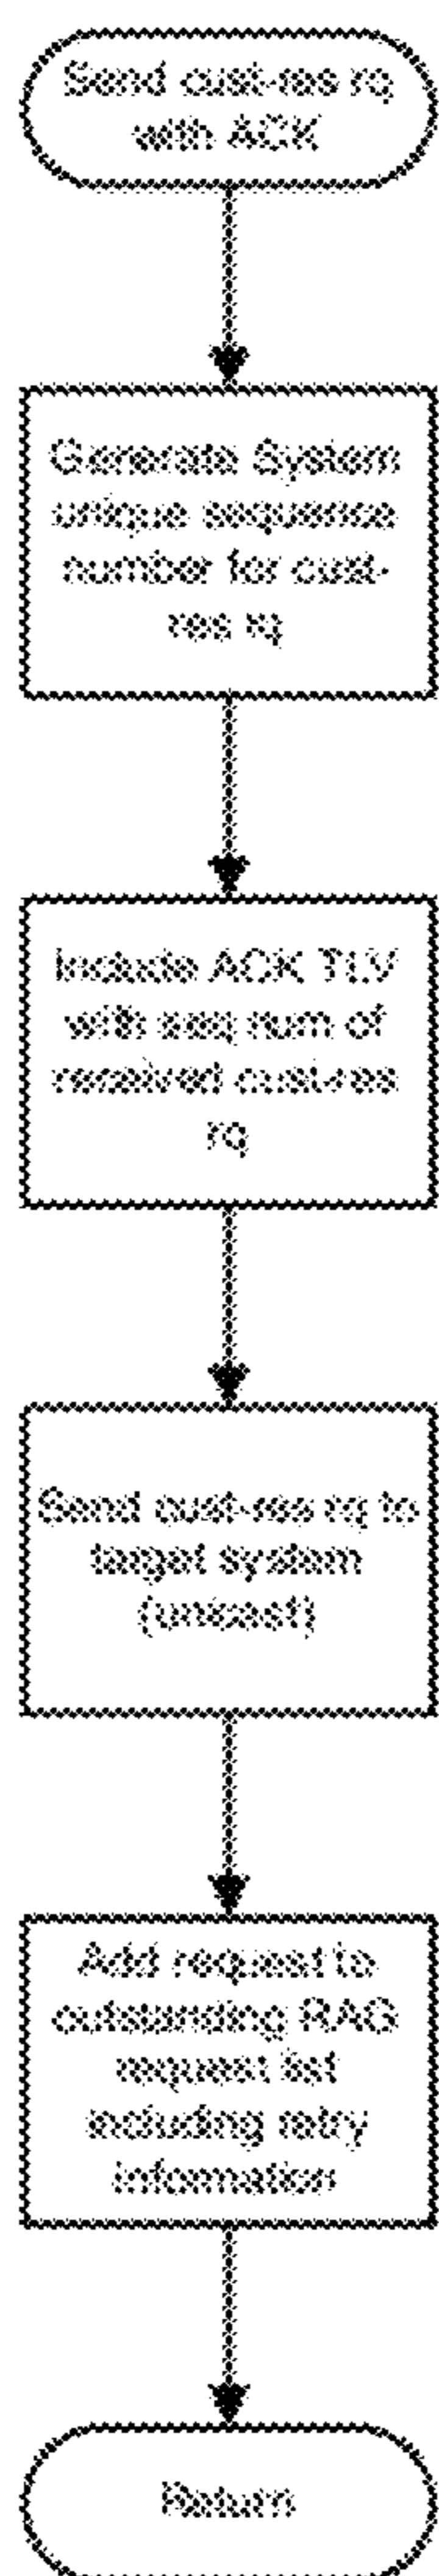 Send cust-res rq
with ACK
Generate System
unique sequence
number for cust-
res rq
Include ACK TLV
with seq num of
received cust-res
rq
Send cust-res rq to
target system
(unicast)
Add request to
outstanding RAG
request list
including retry
information
Return